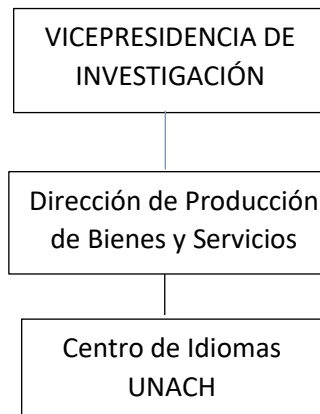 VICEPRESIDENCIA DE
INVESTIGACIÓN
Dirección de Producción
de Bienes y Servicios
Centro de Idiomas
UNACH